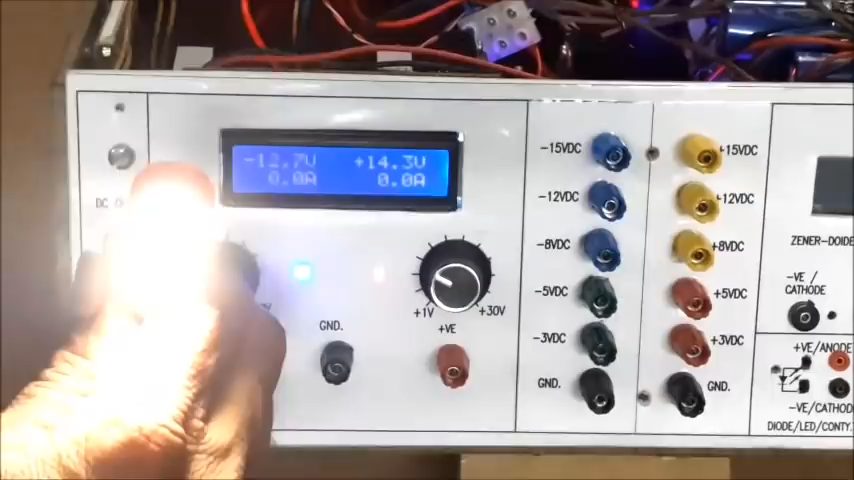 -12.7V +14.3V
0.0A 0.0A
DC
GND.
+1V +30V
+VE
-15VDC
-12VDC
-8VDC
-5VDC
-3VDC
GND.
+15VDC
+12VDC
+8VDC
+5VDC
+3VDC
GND.
ZENER-DOIDE
-VE/
CATHODE
+VE/ANODE
-VE/CATHOD
DIODE/LED/CONTY.